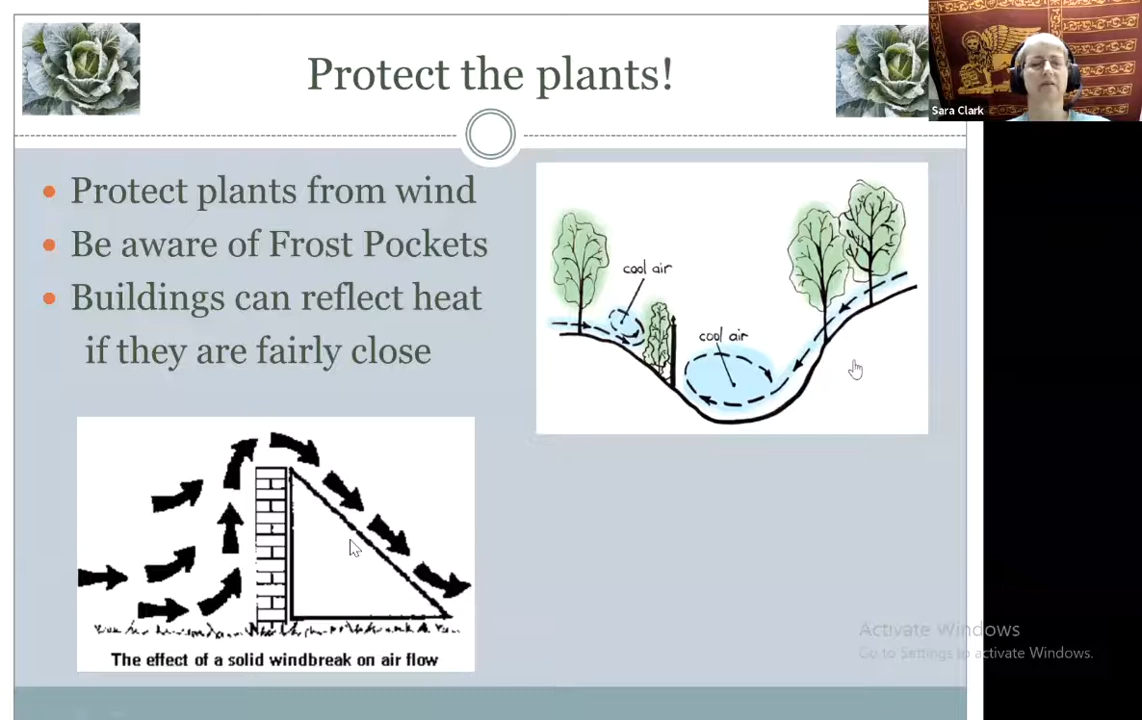 Protect the plants!
Sara Clark
Protect plants from wind
Be aware of Frost Pockets
Buildings can reflect heat
if they are fairly close
cool air
cool air
The effect of a solid windbreak on air flow
Activate Windows
Go to Settings to activate Windows.